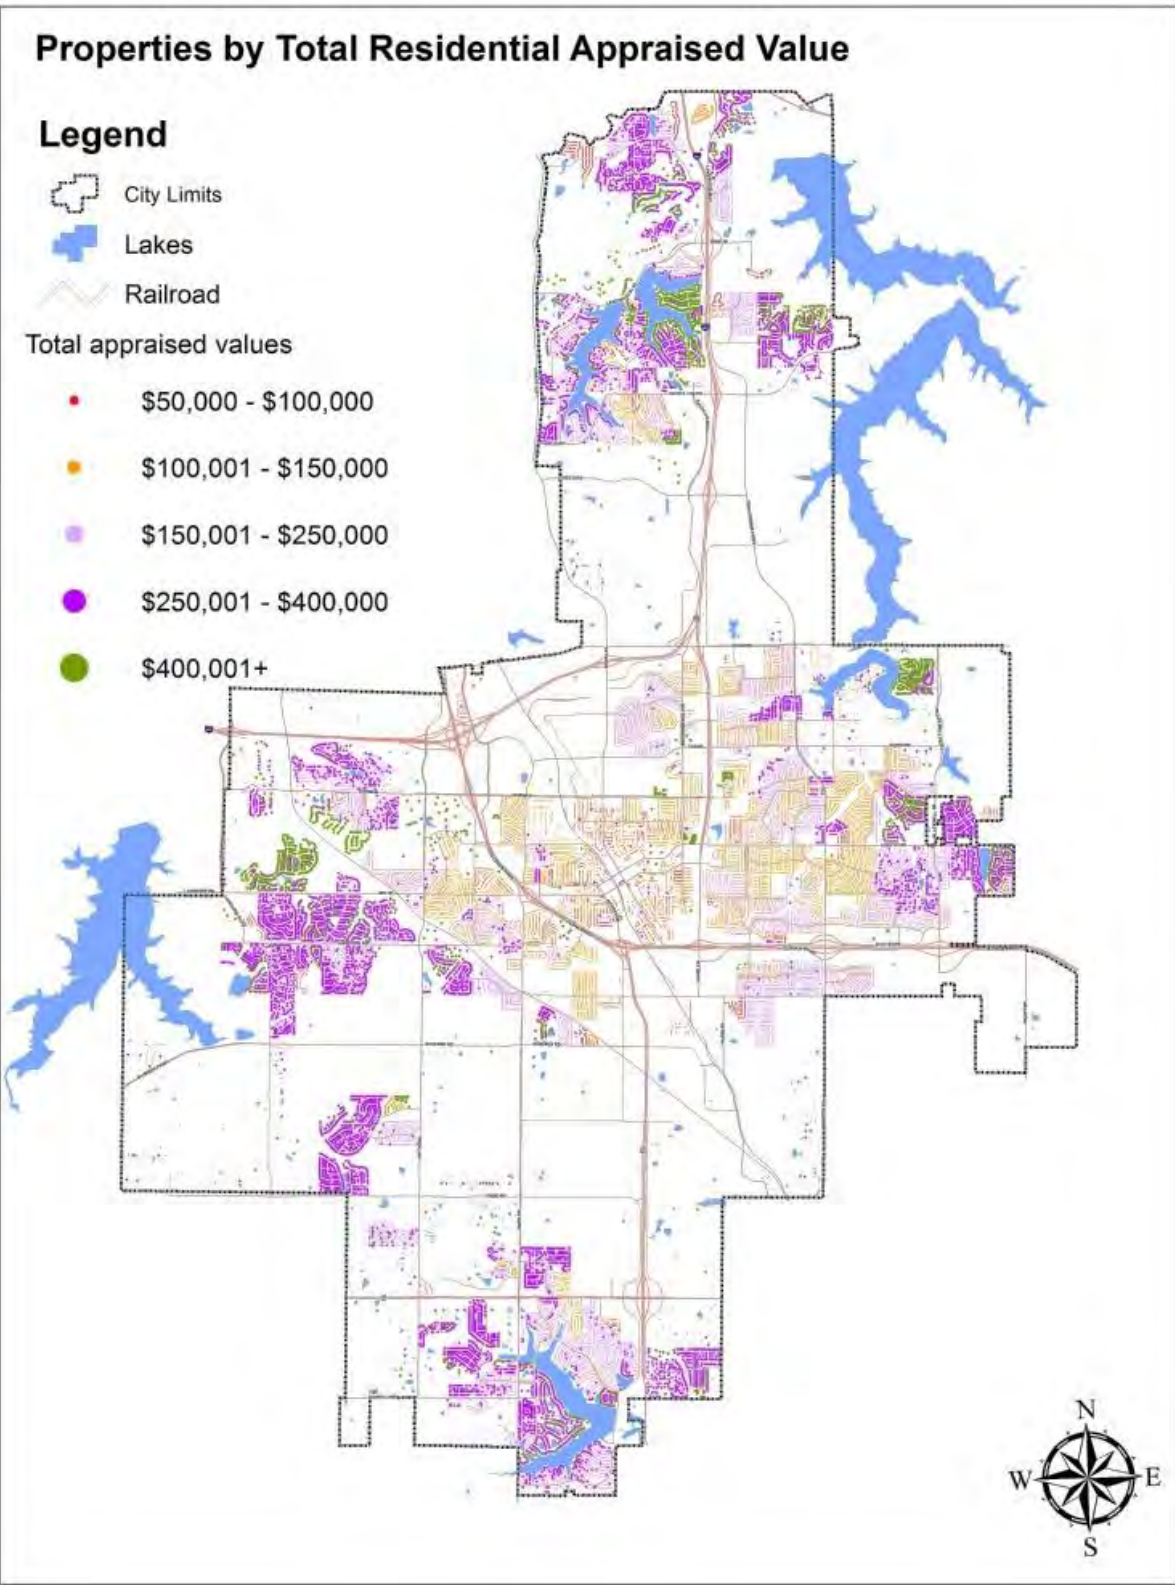 Properties by Total Residential Appraised Value
Legend
City Limits
Lakes
Railroad
Total appraised values
$50,000 - $100,000
$100,001 - $150,000
$150,001 - $250,000
$250,001 - $400,000
$400,001+
N
W
E
S